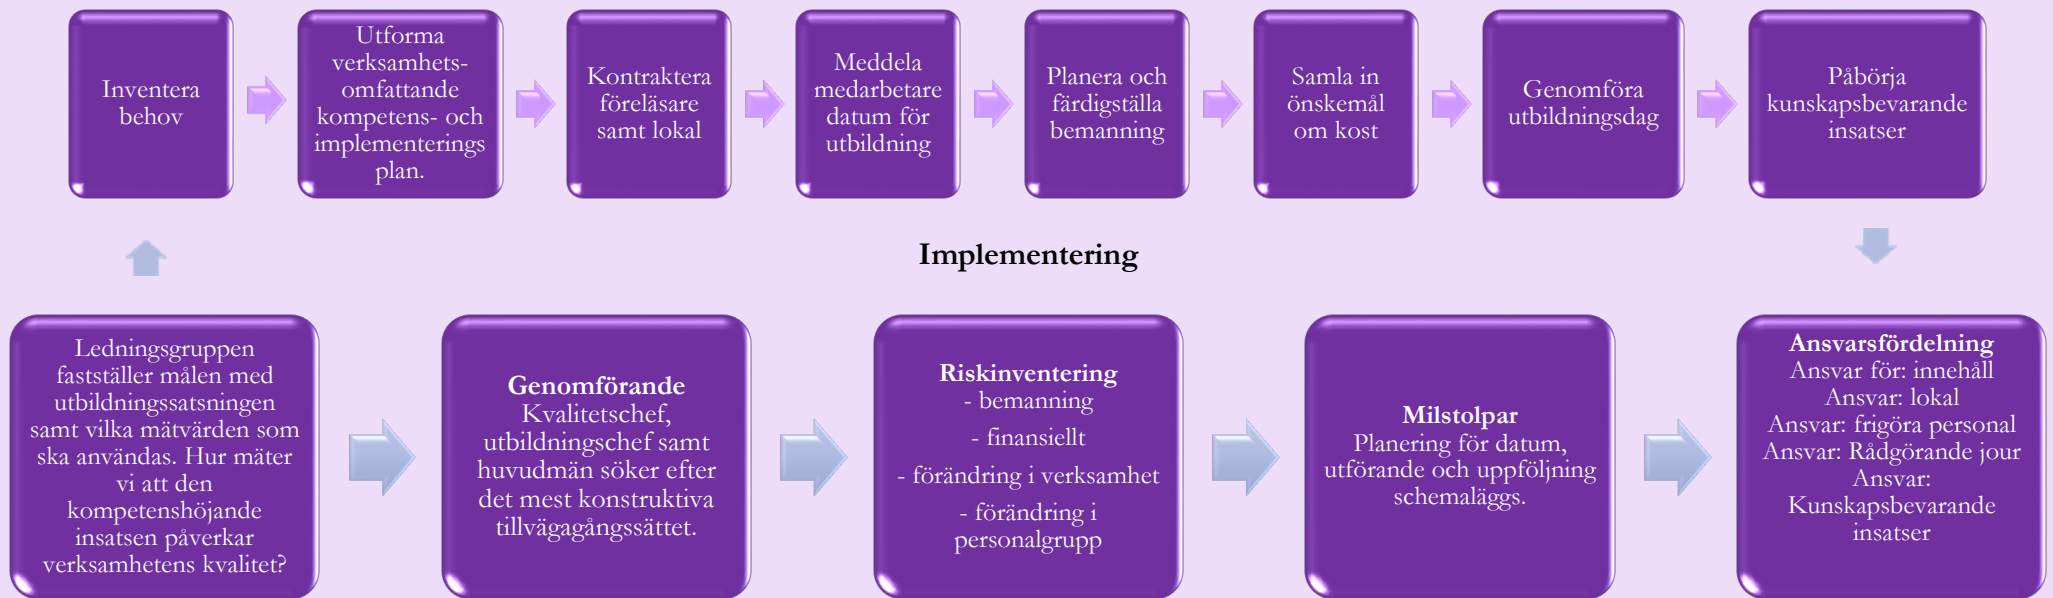 Inventera
behov
Utforma
verksamhets-
omfattande
kompetens- och
implementerings
plan.
Kontraktera
föreläsare
samt lokal
Meddela
medarbetare
datum för
utbildning
Planera och
färdigställa
bemanning
Samla in
önskemål
om kost
Genomföra
utbildningsdag
Påbörja
kunskapsbevarande
insatser
Implementering
Ledningsgruppen
fastställer målen med
utbildningssatsningen
samt vilka mätvärden som
ska användas. Hur mäter
vi att den
kompetenshöjande
insatsen påverkar
verksamhetens kvalitet?
Genomförande
Kvalitetschef,
utbildningschef samt
huvudmän söker efter
det mest konstruktiva
tillvägagångssättet.
Riskinventering
- bemanning
- finansiellt
- förändring i verksamhet
- förändring i
personalgrupp
Milstolpar
Planering för datum,
utförande och uppföljning
schemaläggs.
Ansvarsfördelning
Ansvar för: innehåll
Ansvar: lokal
Ansvar: frigöra personal
Ansvar: Rådgörande jour
Ansvar:
Kunskapsbevarande
insatser